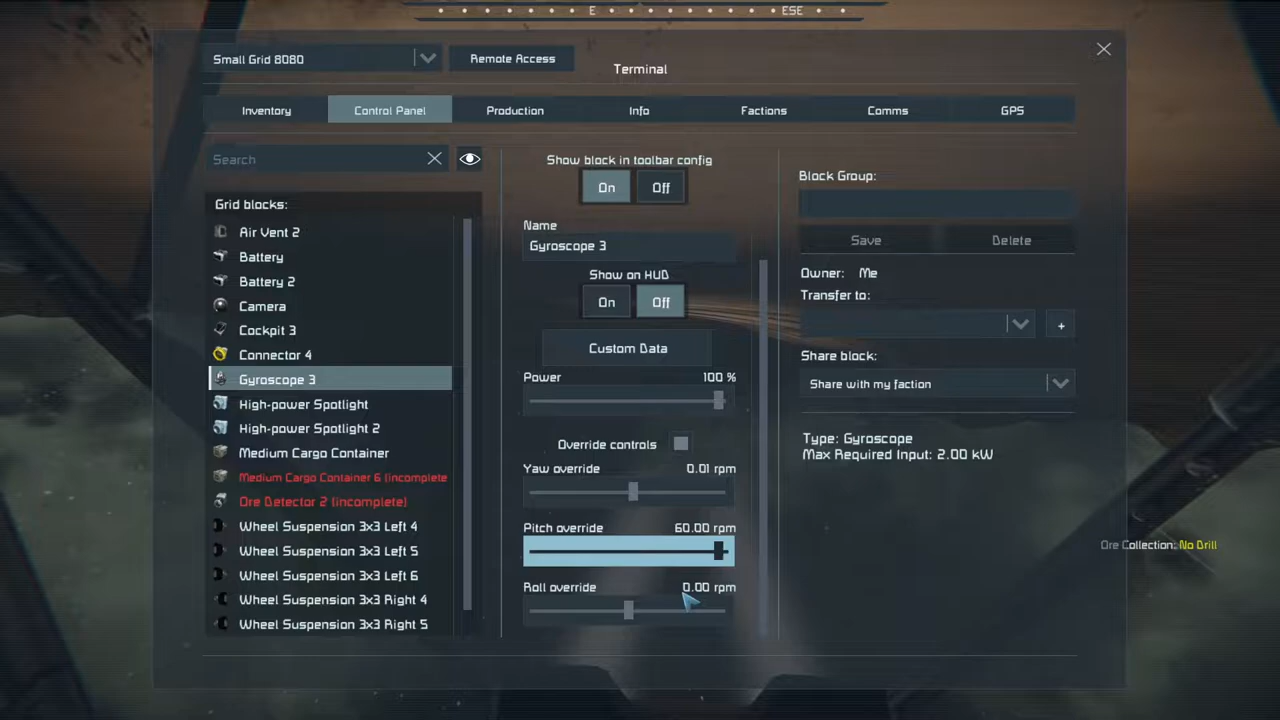 E ESE
Small Grid 8080
Remote Access
Terminal
Inventory
Control Panel
Production
Info
Factions
Comms
GPS
Search
Grid blocks:
Air Vent 2
Battery
Battery 2
Camera
Cockpit 3
Connector 4
Gyroscope 3
High-power Spotlight
High-power Spotlight 2
Medium Cargo Container
Medium Cargo Container 6 (Incomplete
Ore Detector 2 (Incomplete)
Wheel Suspension 3x3 Left 4
Wheel Suspension 3x3 Left 5
Wheel Suspension 3x3 Left 6
Wheel Suspension 3x3 Right 4
Wheel Suspension 3x3 Right 5
Show block in toolbar config
On Off
Name
Gyroscope 3
Show on HUD
On Off
Custom Data
Power 100 %
Override controls
Yaw override 0.01 rpm
Pitch override 60.00 rpm
Roll override 0.00 rpm
Block Group:
Save Delete
Owner: Me
Transfer to:
+
Share block:
Share with my faction
Type: Gyroscope
Max Required Input: 2.00 kW
Ore Collection: No Drill